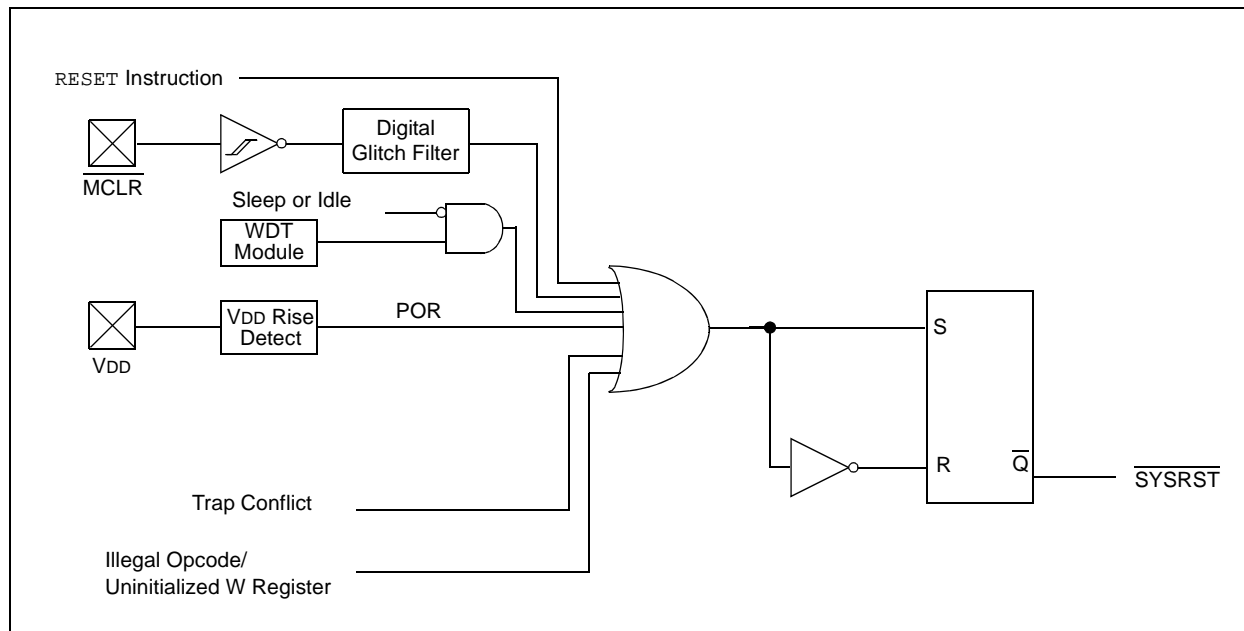 RESET Instruction
Digital
Glitch Filter
MCLR
Sleep or Idle
WDT
Module
VDD Rise
Detect
POR
VDD
S
R
Q
SYSRST
Trap Conflict
Illegal Opcode/
Uninitialized W Register